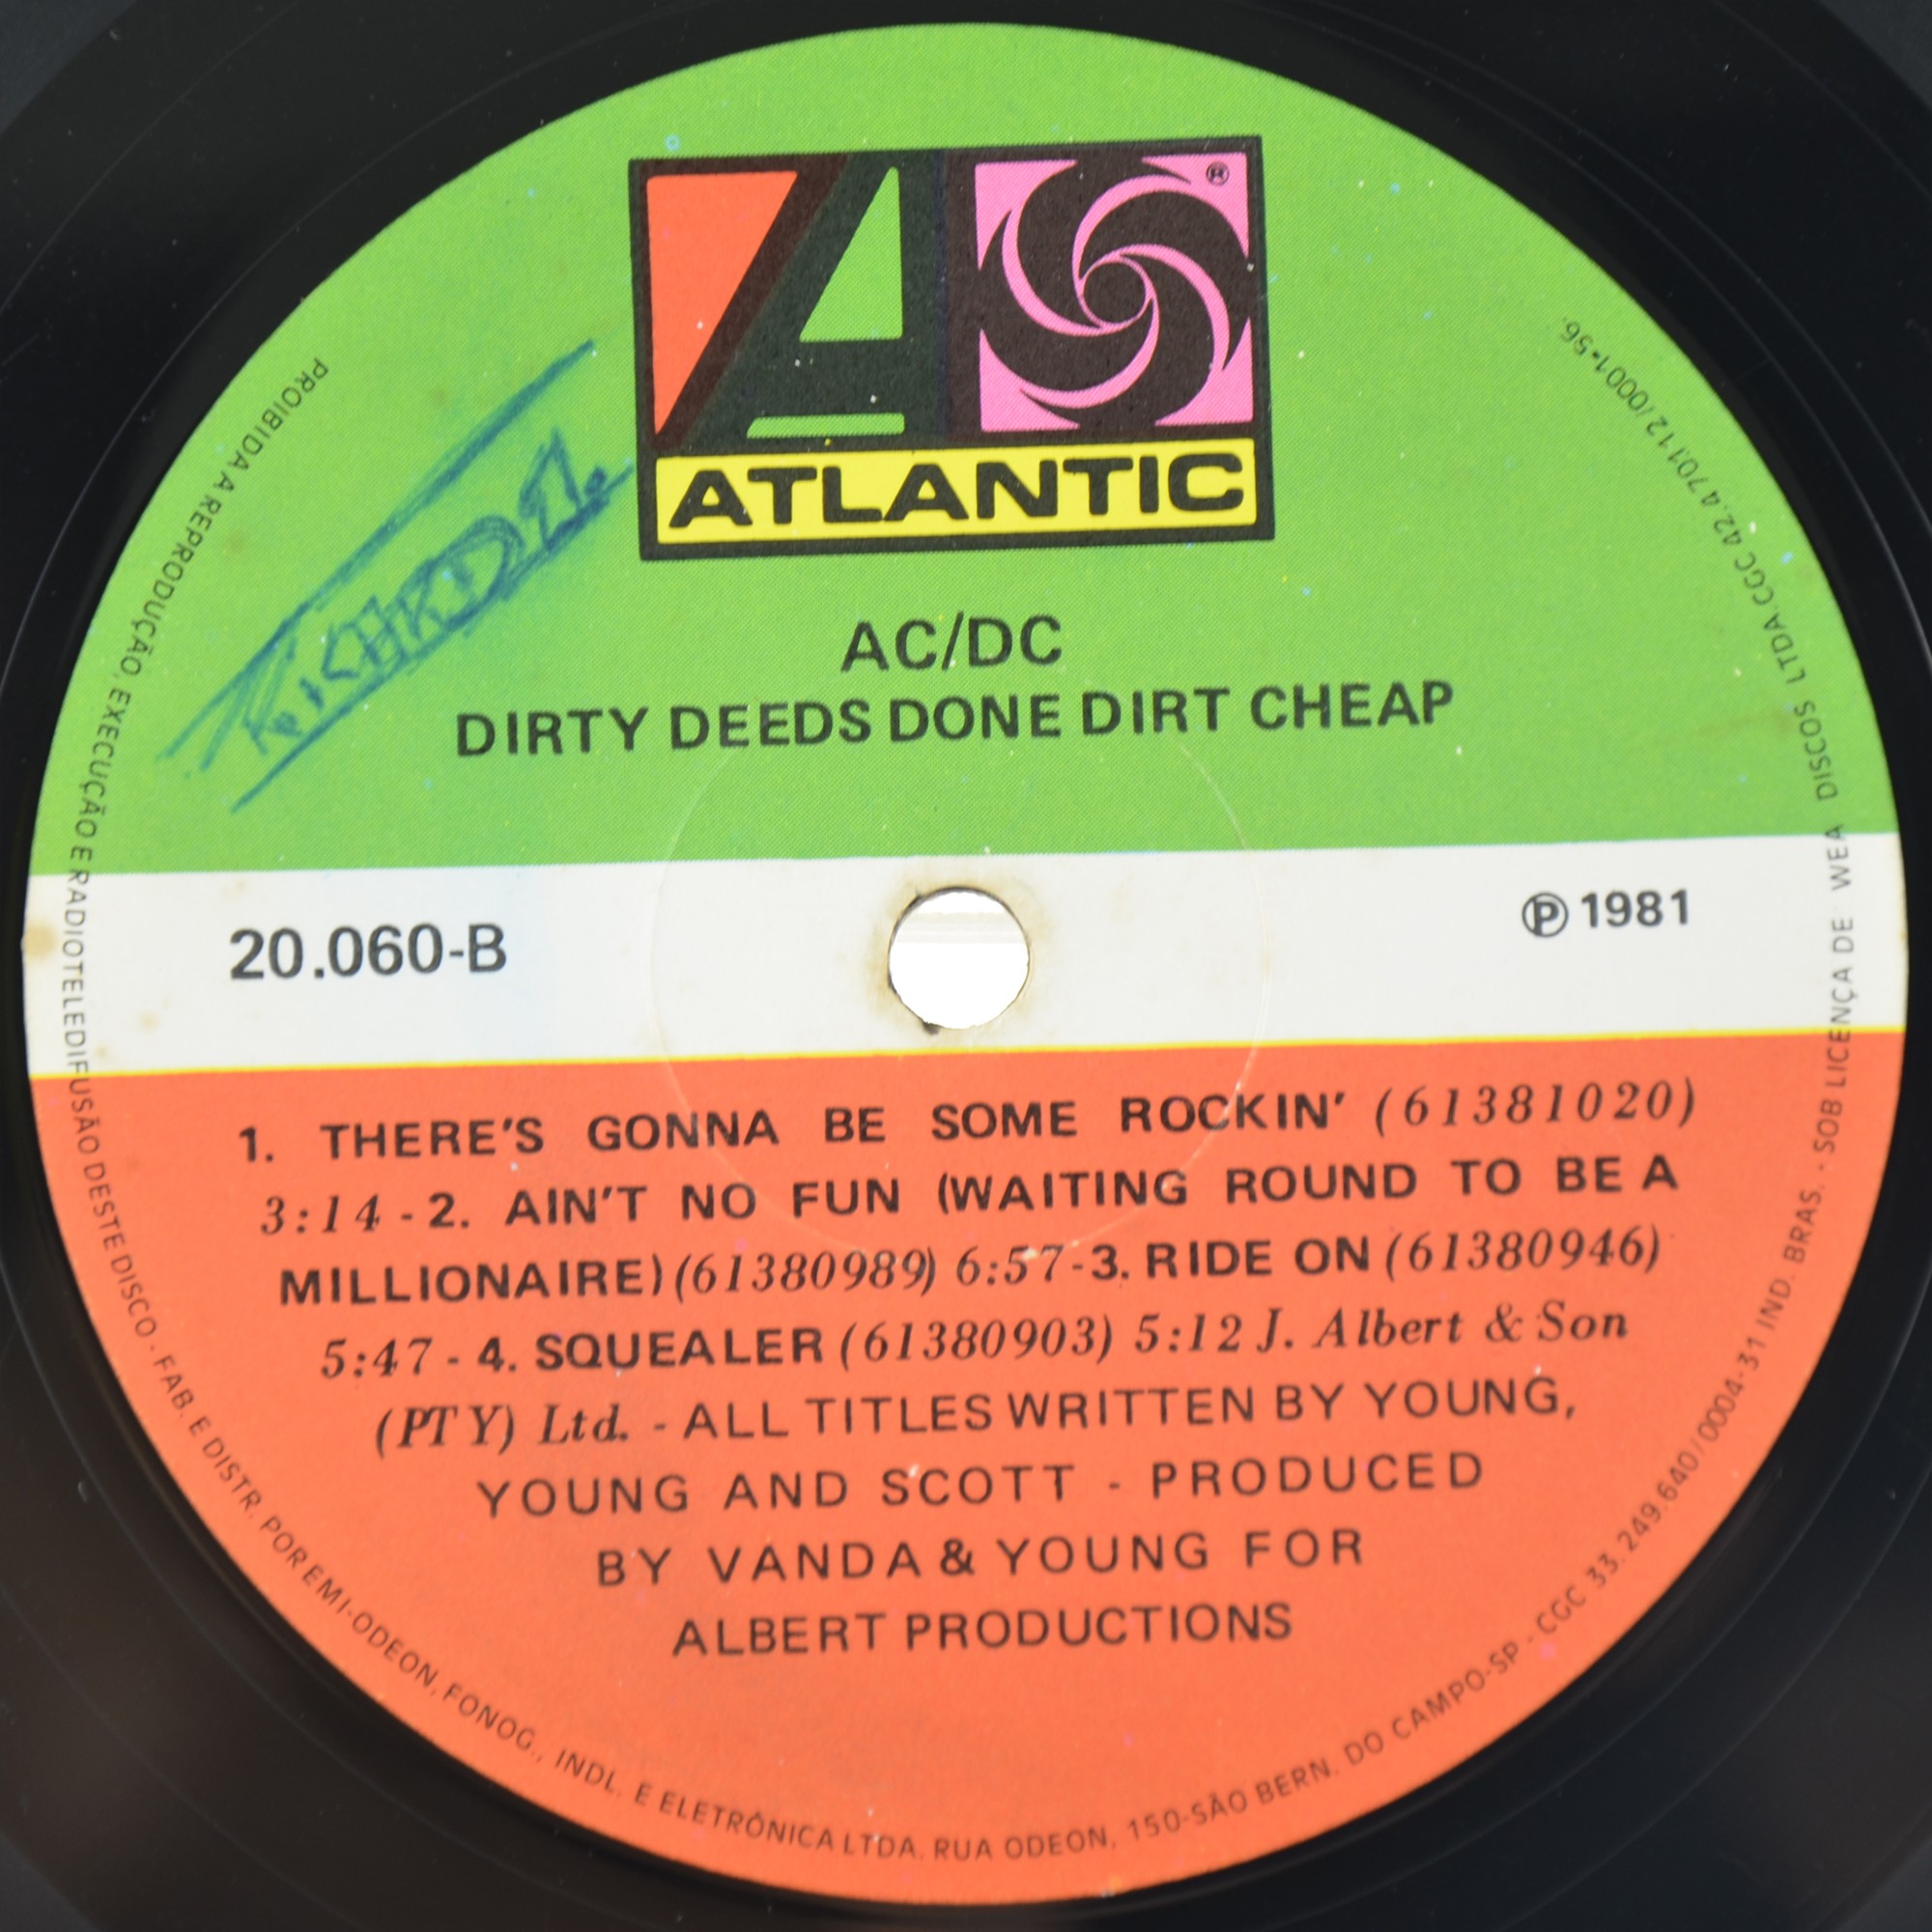 ATLANTIC
®
AC/DC
DIRTY DEEDS DONE DIRT CHEAP
20.060-B
℗ 1981
1. THERE'S GONNA BE SOME ROCKIN' (61381020)
3:14 - 2. AIN'T NO FUN (WAITING ROUND TO BE A
MILLIONAIRE) (61380989) 6:57 - 3. RIDE ON (61380946)
5:47 - 4. SQUEALER (61380903) 5:12 J. Albert & Son
(PTY) Ltd. - ALL TITLES WRITTEN BY YOUNG,
YOUNG AND SCOTT - PRODUCED
BY VANDA & YOUNG FOR
ALBERT PRODUCTIONS
PROIBIDA A REPRODUÇÃO, EXECUÇÃO E RADIOTELEDIFUSÃO DESTE DISCO . FAB. E DISTR. POR EMI-ODEON, FONOG., INDL. E ELETRÔNICA LTDA. RUA ODEON, 150-SÃO BERN. DO CAMPO-SP - CGC 33.249.640/0004-31 IND. BRAS. - SOB LICENÇA DE WEA DISCOS LTDA. CGC 42.470.112/0001-56.